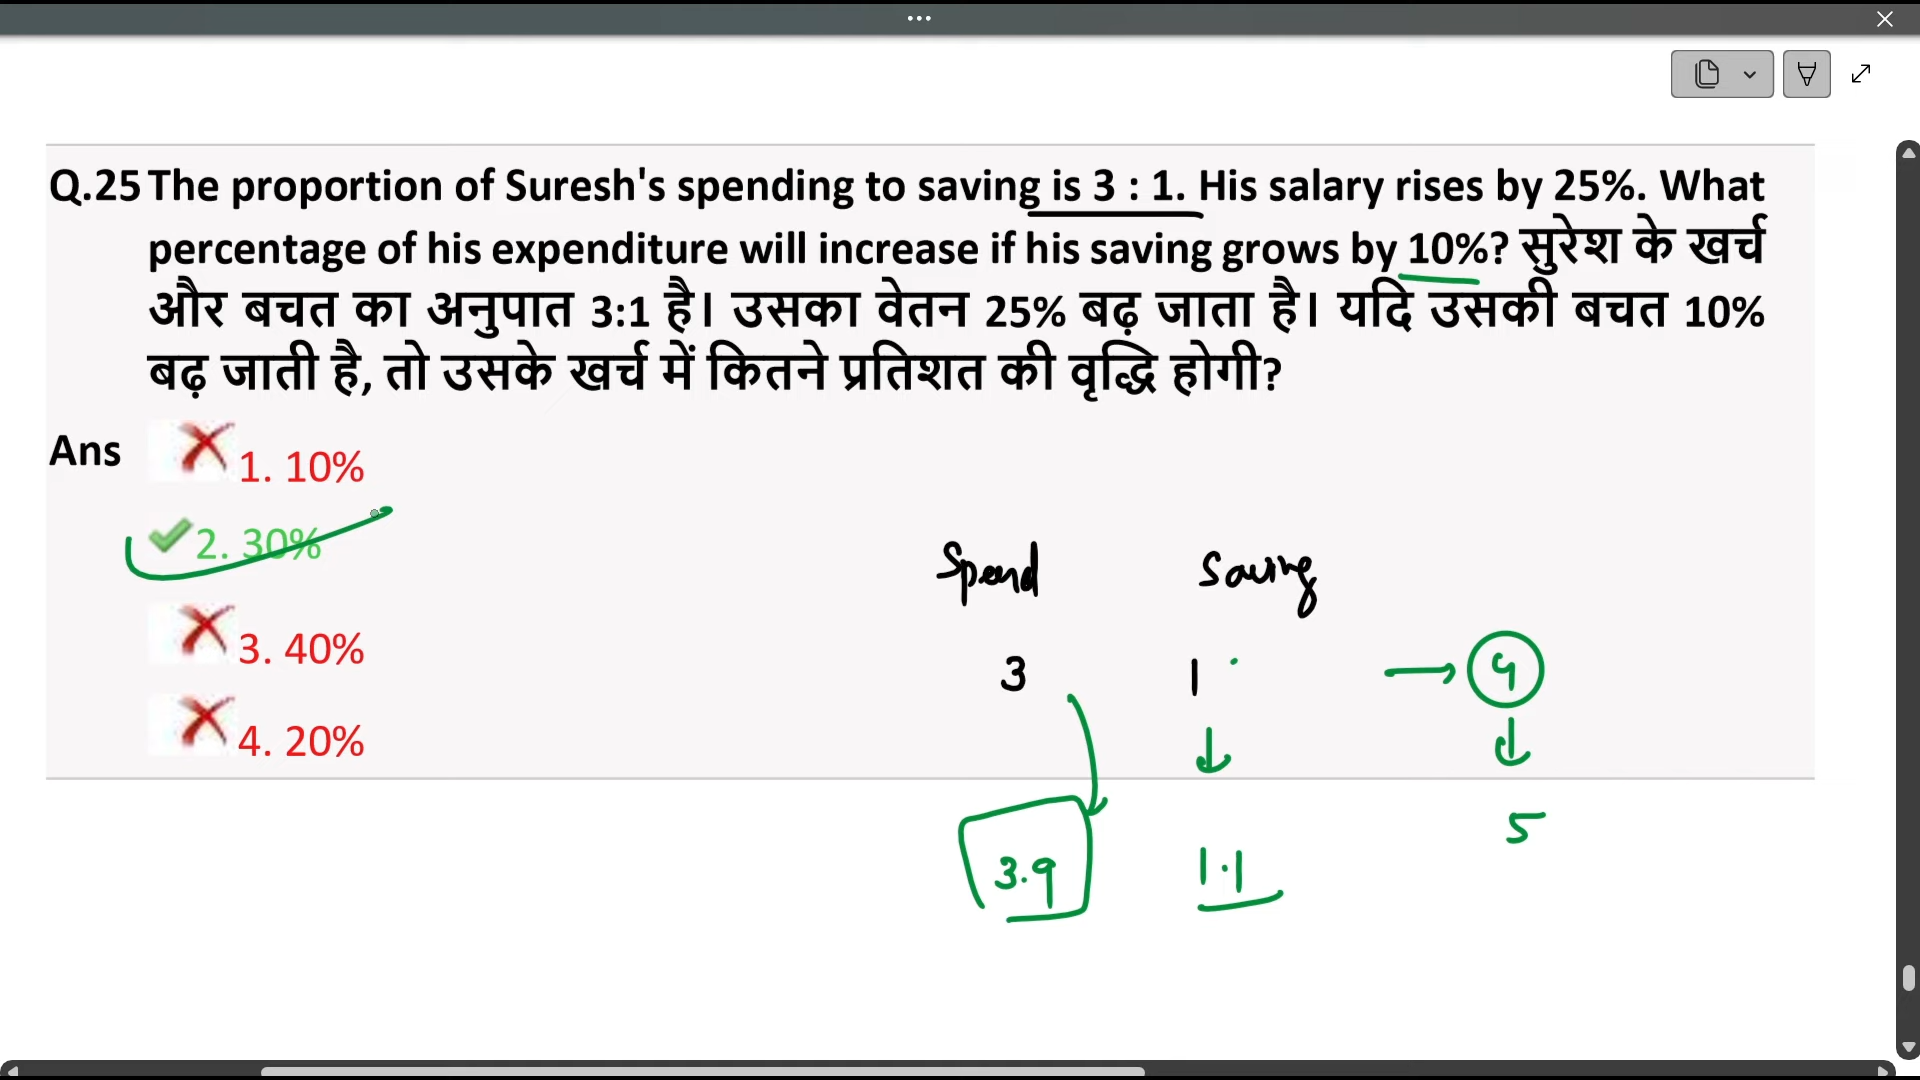 Q.25 The proportion of Suresh's spending to saving is 3 : 1. His salary rises by 25%. What
percentage of his expenditure will increase if his saving grows by 10%? सुरेश के खर्च
और बचत का अनुपात 3:1 है। उसका वेतन 25% बढ़ जाता है। यदि उसकी बचत 10%
बढ़ जाती है, तो उसके खर्च में कितने प्रतिशत की वृद्धि होगी?
Ans
1. 10%
2. 30%
3. 40%
4. 20%
Spend Saving
3 1 4
5
3.9 1.1